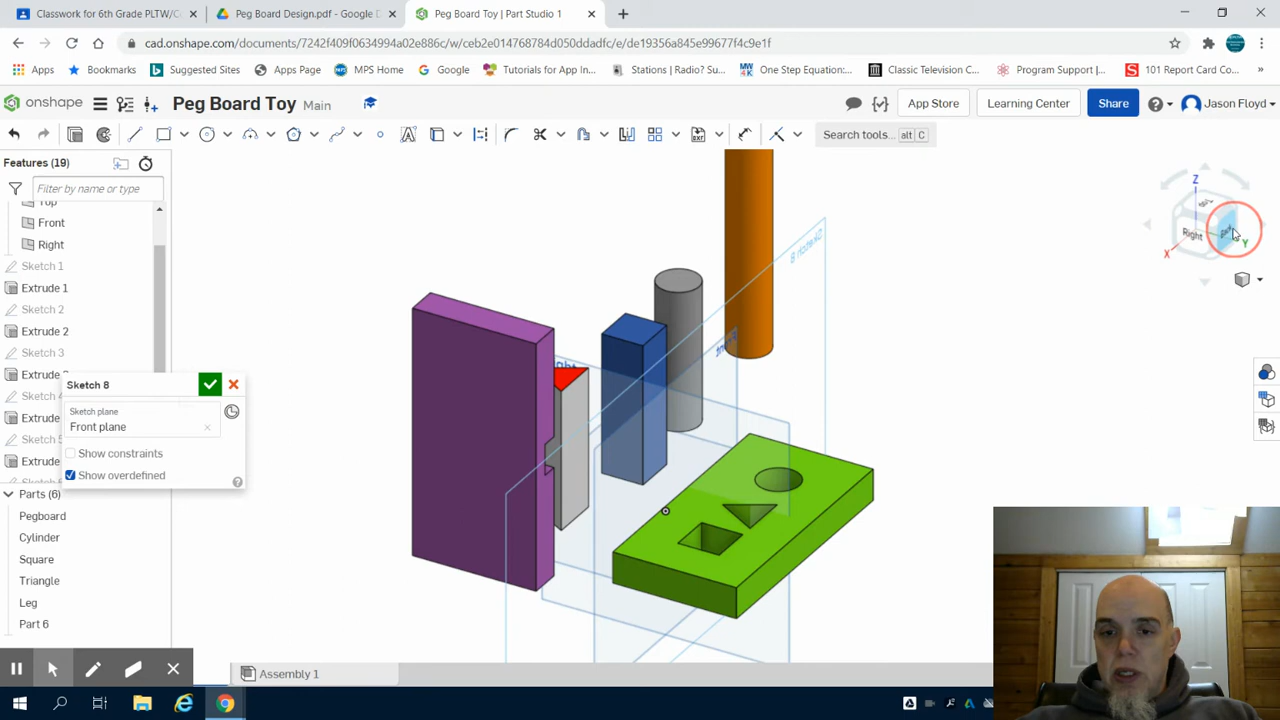 Classwork for 6th Grade PLTW/C
Peg Board Design.pdf - Google D
Peg Board Toy | Part Studio 1
cad.onshape.com/documents/7242f409f0634994a02e886c/w/ceb2e014768784d050ddadfc/e/de19356a845e99677f4c9e1f
Apps
Bookmarks
Suggested Sites
Apps Page
MPS Home
Google
Tutorials for App In...
Stations | Radio? Su...
One Step Equation:...
Classic Television C...
Program Support |...
101 Report Card Co...
onshape
Peg Board Toy Main
App Store
Learning Center
Share
Jason Floyd
Search tools... alt C
Features (19)
Filter by name or type
Top
Front
Right
Sketch 1
Extrude 1
Sketch 2
Extrude 2
Sketch 3
Sketch 8
Sketch plane
Front plane
Show constraints
Show overdefined
Parts (6)
Pegboard
Cylinder
Square
Triangle
Leg
Part 6
Sketch 8
Front
Z
Right
X
Y
Assembly 1